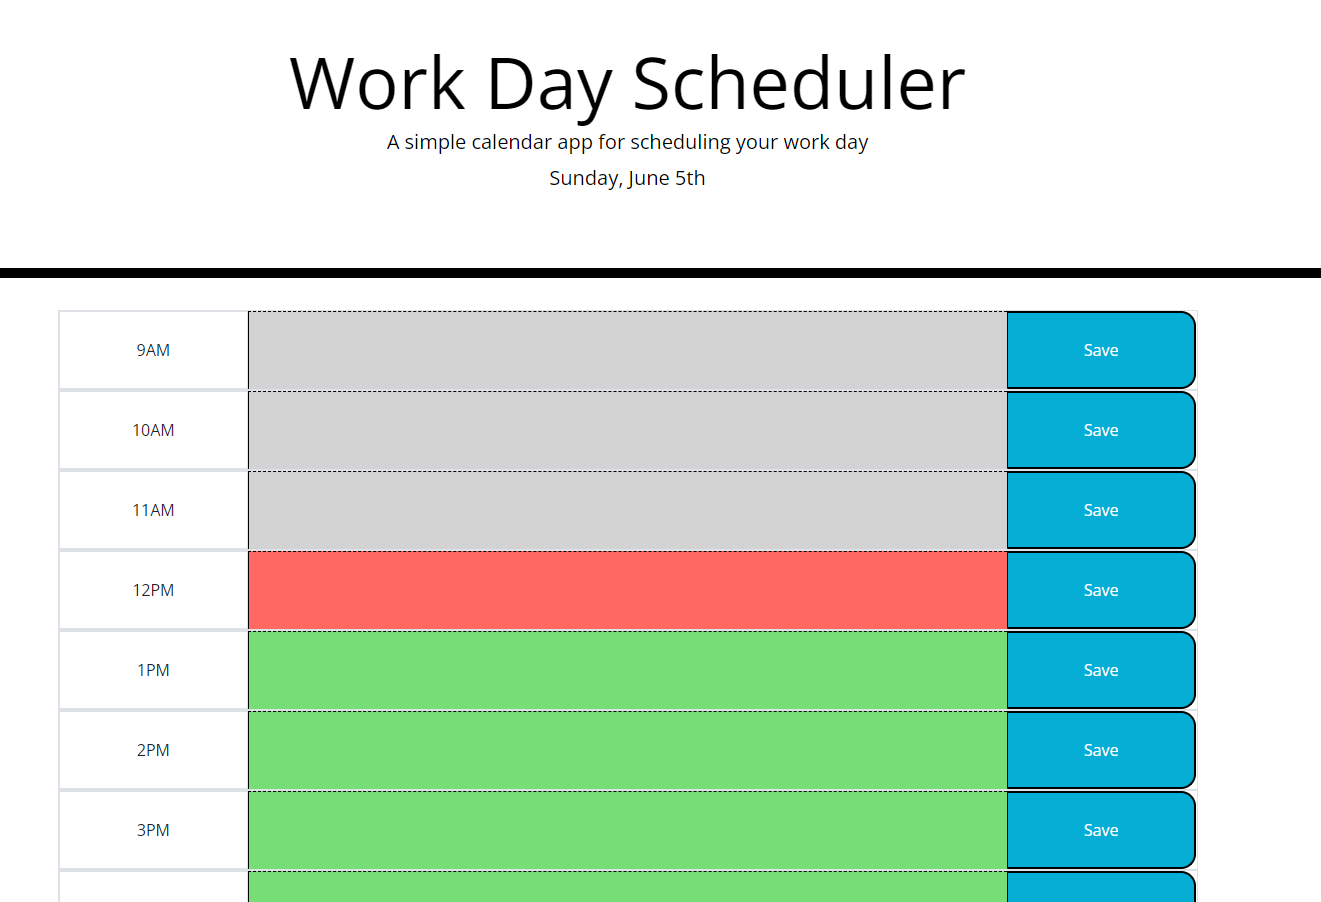 Work Day Scheduler
A simple calendar app for scheduling your work day
Sunday, June 5th
9AM
Save
10AM
Save
11AM
Save
12PM
Save
1PM
Save
2PM
Save
3PM
Save